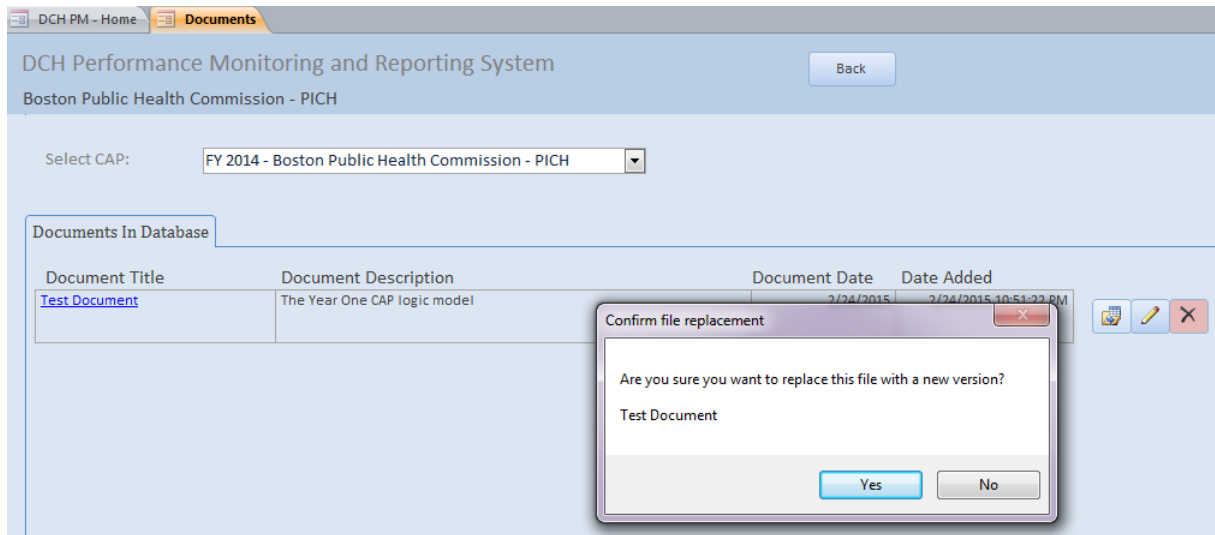 DCH PM - Home Documents
DCH Performance Monitoring and Reporting System
Back
Boston Public Health Commission - PICH
Select CAP:
FY 2014 - Boston Public Health Commission - PICH
Documents In Database
Document Title Document Description Document Date Date Added
Test Document The Year One CAP logic model 2/24/2015 2/24/2015 10:51:22 PM
Confirm file replacement
Are you sure you want to replace this file with a new version?
Test Document
Yes No